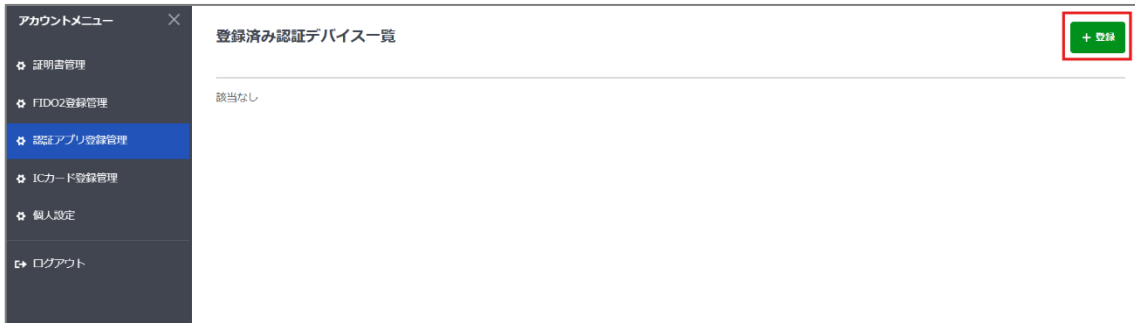 アカウントメニュー
証明書管理
FIDO2登録管理
認証アプリ登録管理
ICカード登録管理
個人設定
ログアウト
登録済み認証デバイス一覧
+ 登録
該当なし